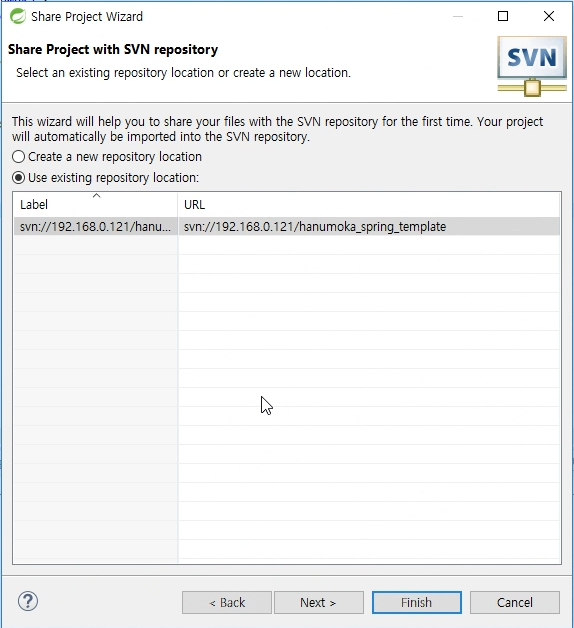 Share Project Wizard
Share Project with SVN repository
Select an existing repository location or create a new location.
SVN
This wizard will help you to share your files with the SVN repository for the first time. Your project
will automatically be imported into the SVN repository.
Create a new repository location
Use existing repository location:
Label URL
svn://192.168.0.121/hanu... svn://192.168.0.121/hanumoka_spring_template
?
< Back Next > Finish Cancel